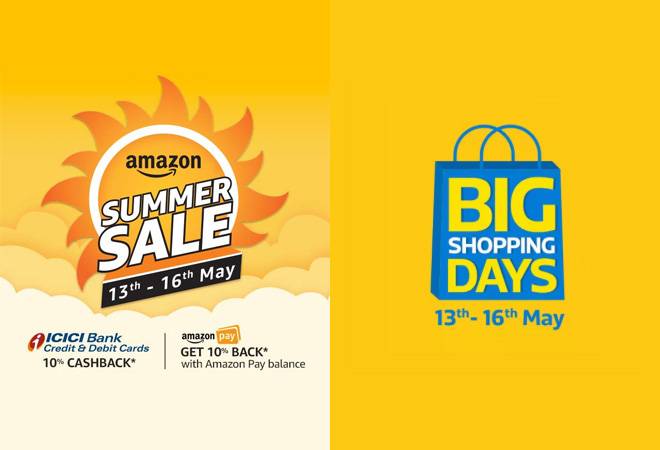 amazon
SUMMER
SALE
13th - 16th May
ICICI Bank
Credit & Debit Cards
10% CASHBACK*
amazon pay
GET 10% BACK*
with Amazon Pay balance
BIG
SHOPPING
DAYS
13th- 16th May